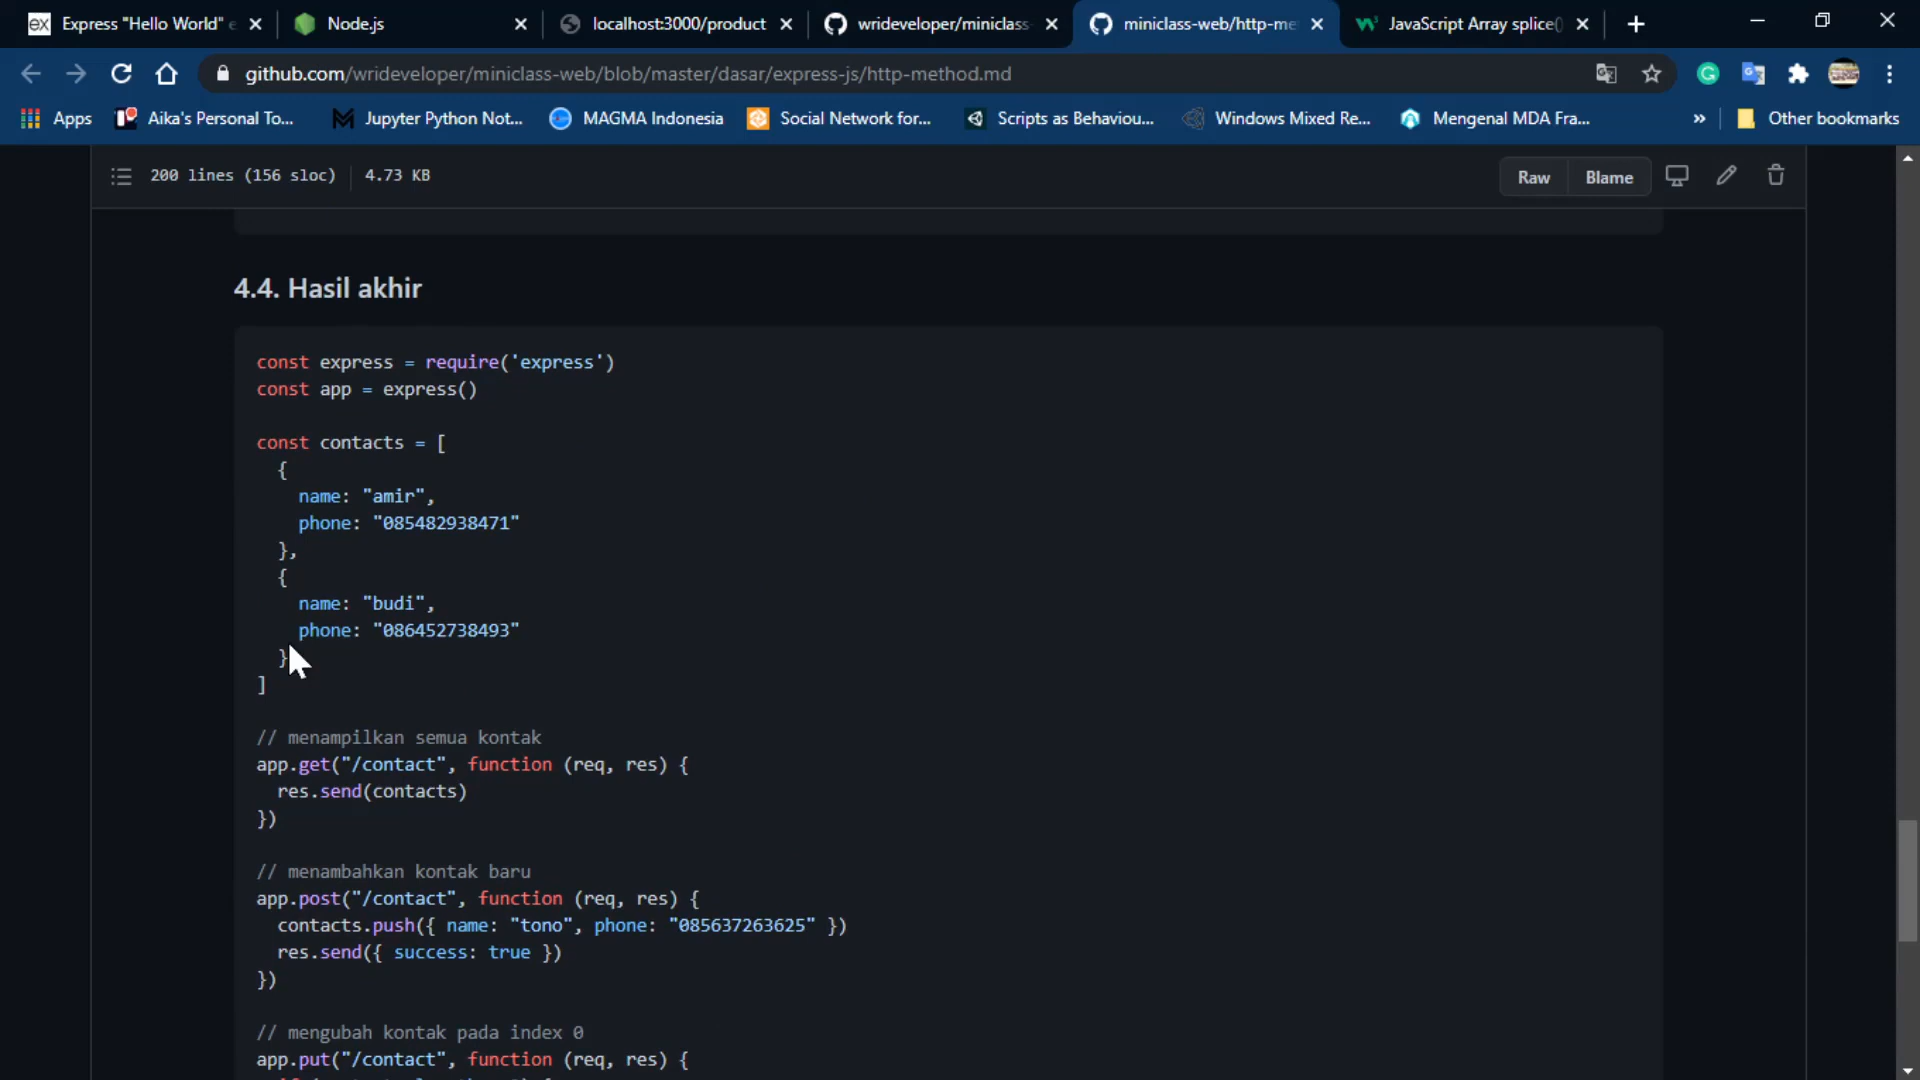 Express "Hello World" e
Node.js
localhost:3000/product
wrideveloper/miniclass-
miniclass-web/http-me
JavaScript Array splice()
github.com/wrideveloper/miniclass-web/blob/master/dasar/express-js/http-method.md
Apps
Aika's Personal To...
Jupyter Python Not...
MAGMA Indonesia
Social Network for...
Scripts as Behaviou...
Windows Mixed Re...
Mengenal MDA Fra...
»
Other bookmarks
200 lines (156 sloc)
4.73 KB
Raw
Blame
4.4. Hasil akhir
const express = require('express')
const app = express()
const contacts = [
{
name: "amir",
phone: "085482938471"
},
{
name: "budi",
phone: "086452738493"
}
]
// menampilkan semua kontak
app.get("/contact", function (req, res) {
res.send(contacts)
})
// menambahkan kontak baru
app.post("/contact", function (req, res) {
contacts.push({ name: "tono", phone: "085637263625" })
res.send({ success: true })
})
// mengubah kontak pada index 0
app.put("/contact", function (req, res) {